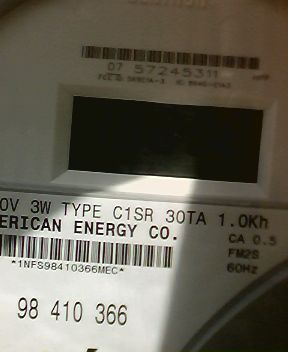 07 57245311
0V 3W TYPE C1SR 30TA 1.0Kh
ERICAN ENERGY CO.
CA 0.5
FM2S
*1NFS98410366MEC*
60Hz
98 410 366